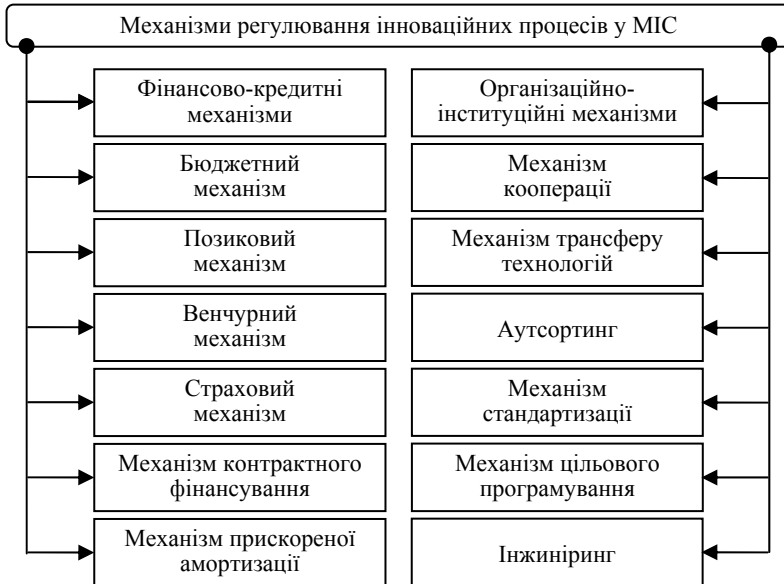 Механізми регулювання інноваційних процесів у МІС
Фінансово-кредитні
механізми
Бюджетний
механізм
Позиковий
механізм
Венчурний
механізм
Страховий
механізм
Механізм контрактного
фінансування
Механізм прискореної
амортизації
Організаційно-
інституційні механізми
Механізм
кооперації
Механізм трансферу
технологій
Аутсортинг
Механізм
стандартизації
Механізм цільового
програмування
Інжиніринг